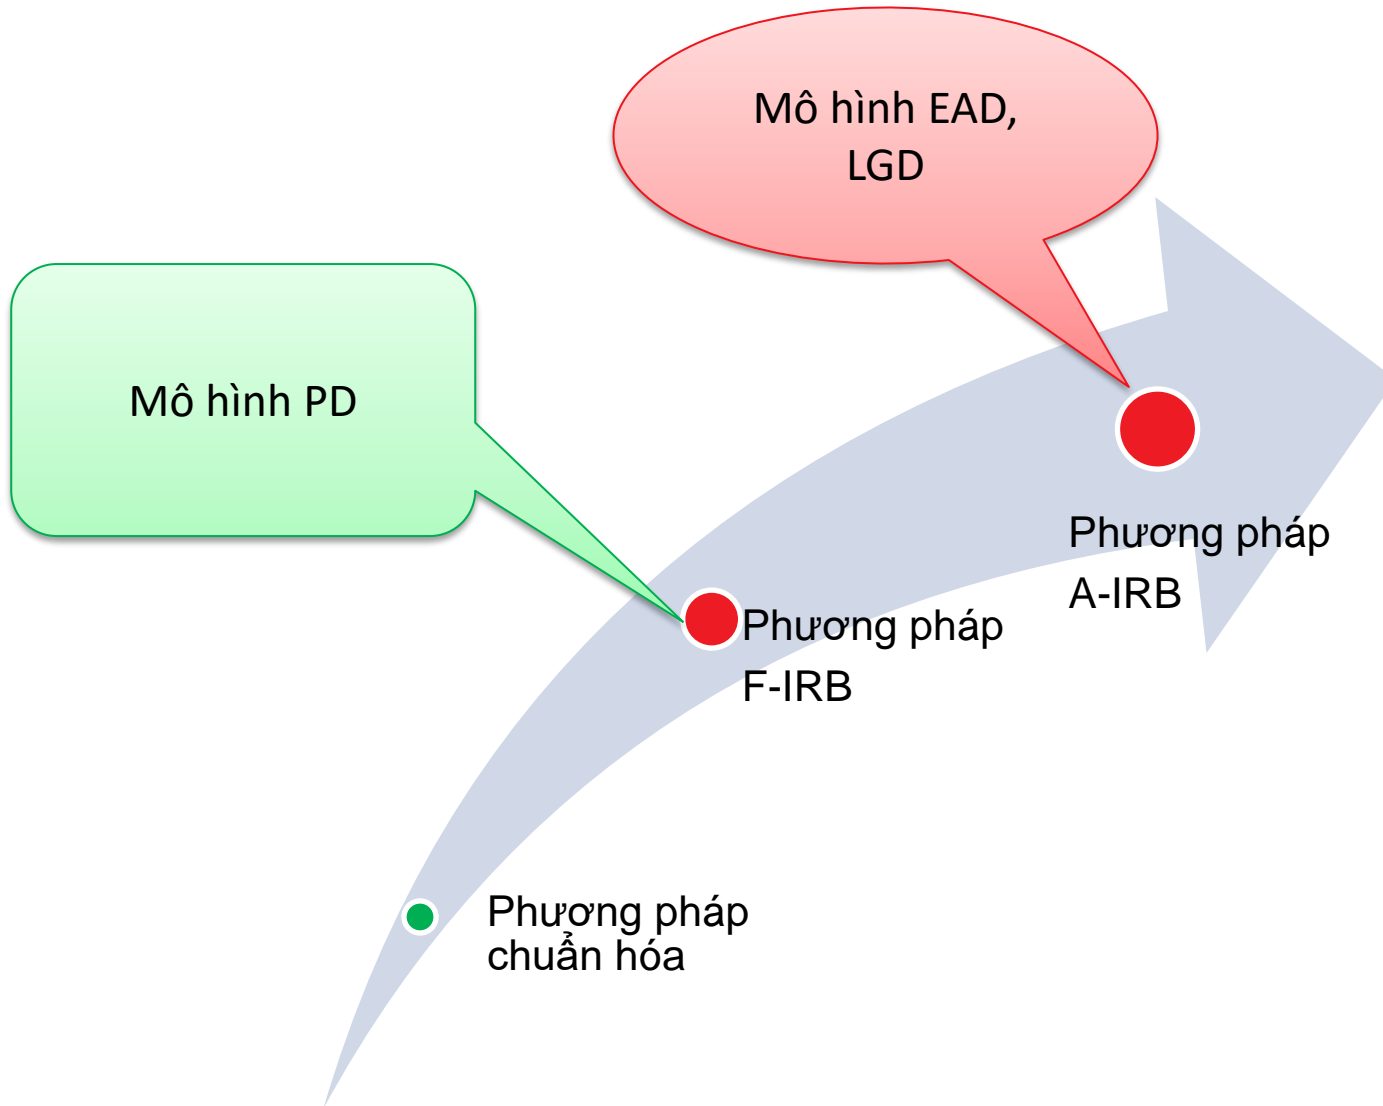 Mô hình EAD,
LGD
Mô hình PD
Phương pháp
A-IRB
Phương pháp
F-IRB
Phương pháp
chuẩn hóa